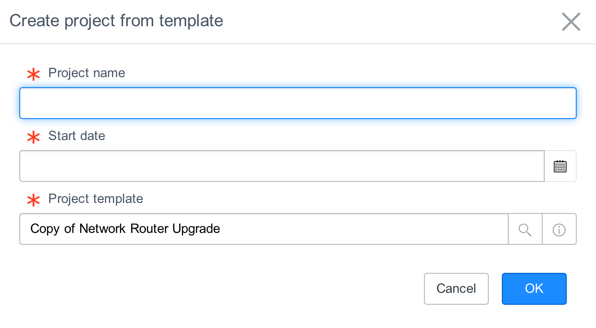 Create project from template
Project name
Start date
Project template
Copy of Network Router Upgrade
Cancel
OK